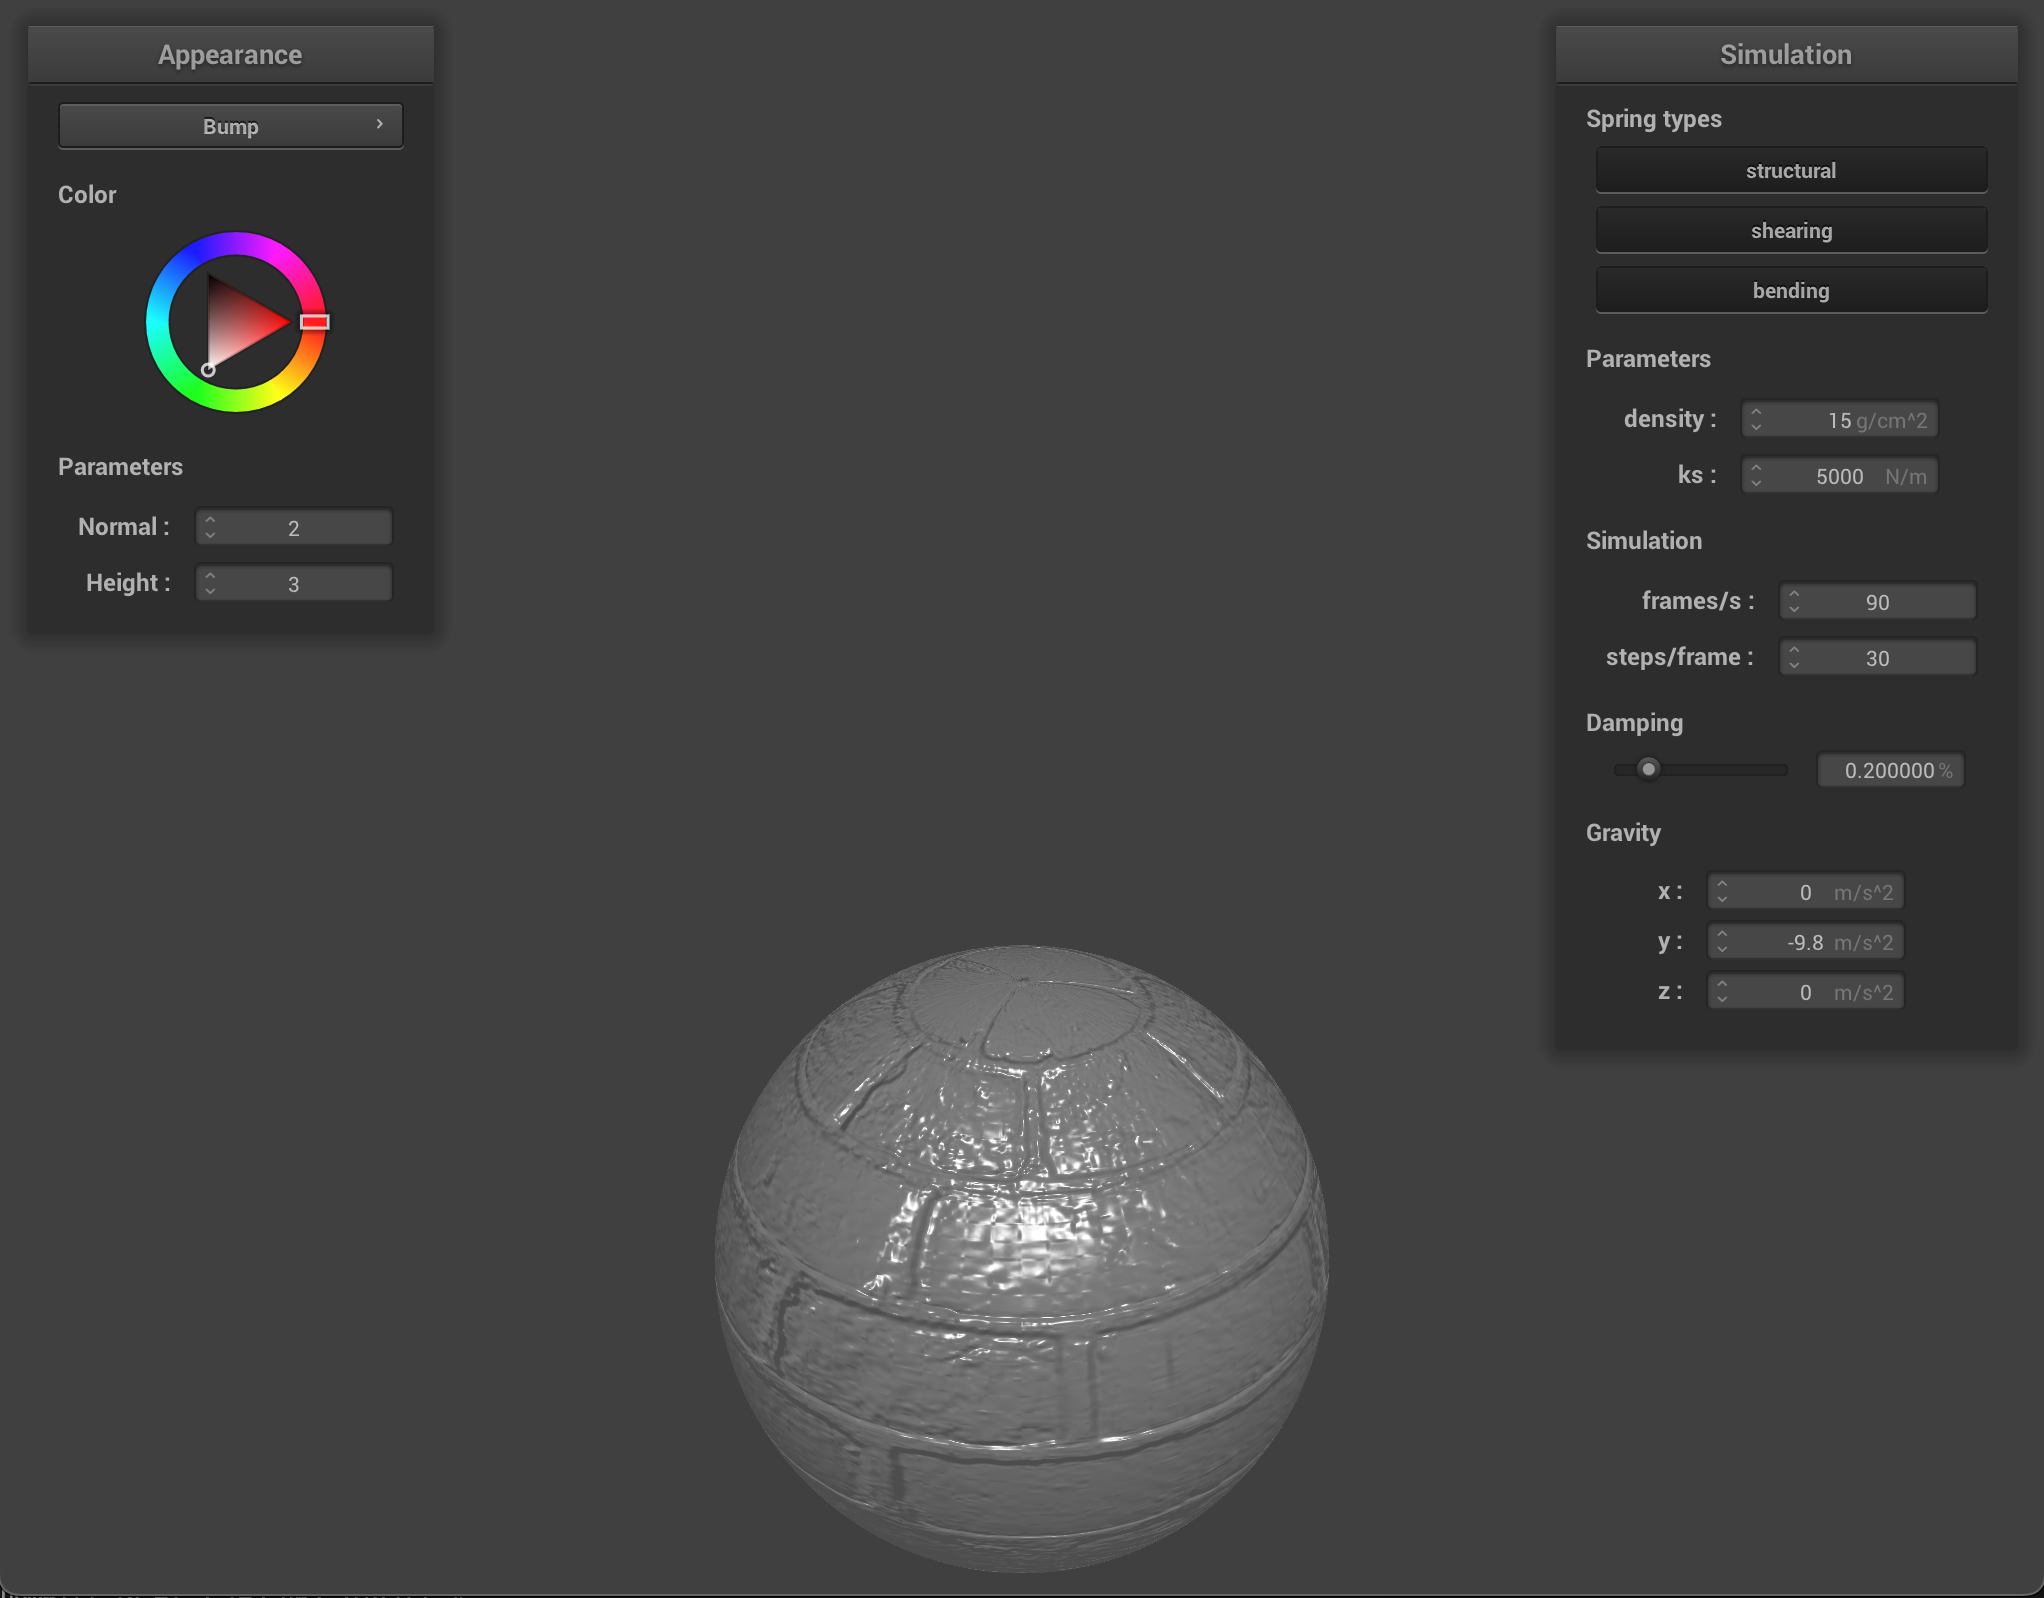 Appearance
Bump
Color
Parameters
Normal :
2
Height :
3
Simulation
Spring types
structural
shearing
bending
Parameters
density :
15 g/cm^2
ks :
5000 N/m
Simulation
frames/s :
90
steps/frame :
30
Damping
0.200000 %
Gravity
x :
0 m/s^2
y :
-9.8 m/s^2
z :
0 m/s^2